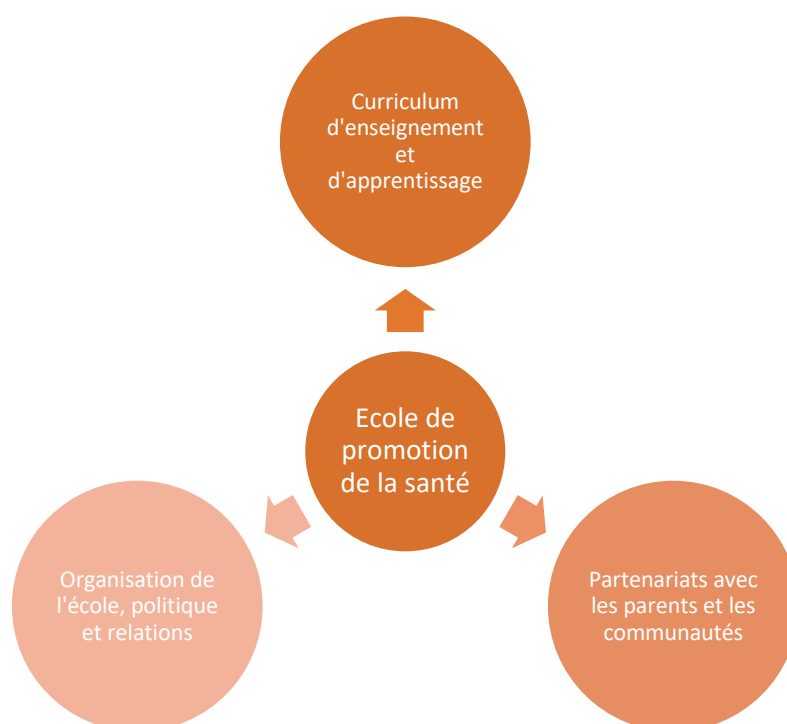 Curriculum
d'enseignement
et
d'apprentissage
Ecole de
promotion
de la santé
Organisation de
l'école, politique
et relations
Partenariats avec
les parents et les
communautés